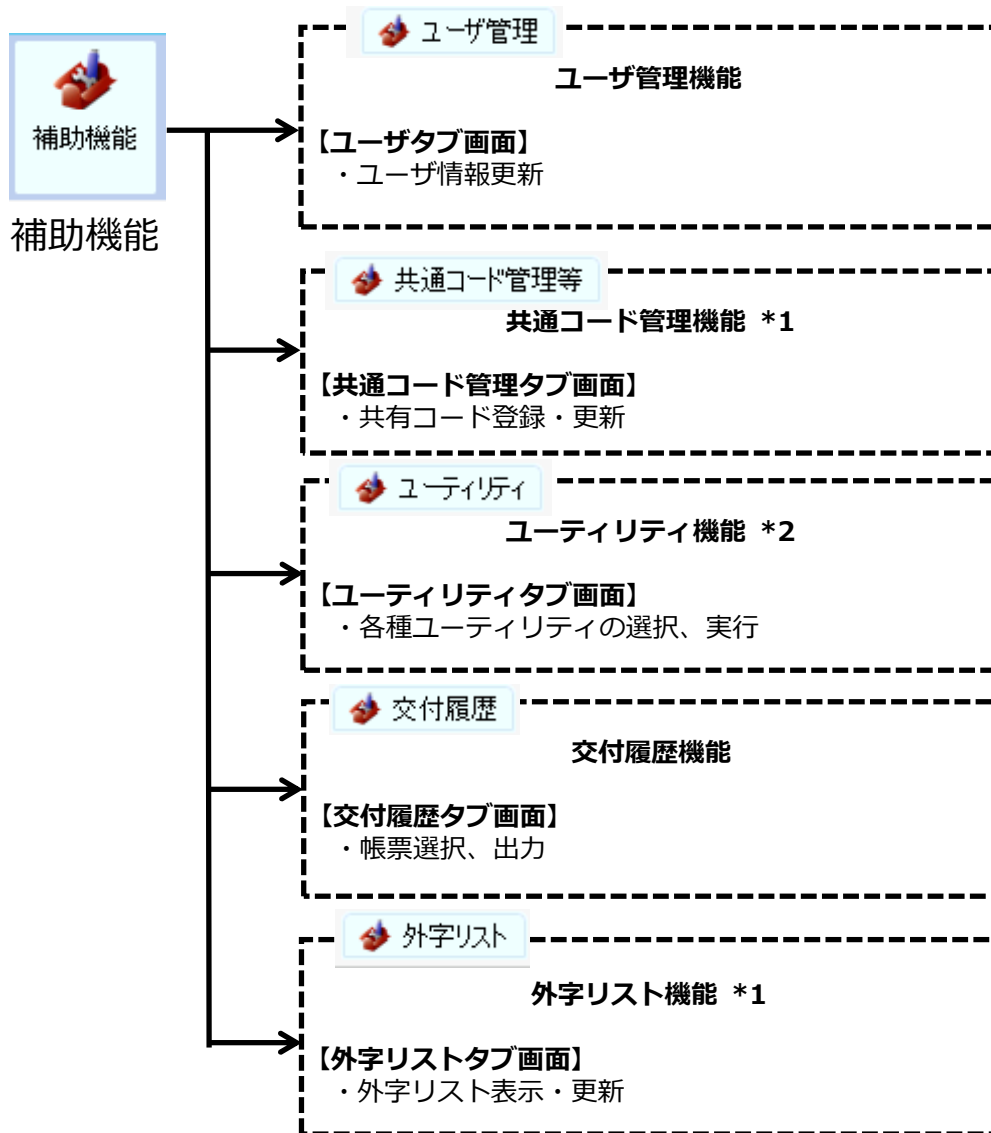 補助機能
補助機能
ユーザ管理
ユーザ管理機能
【ユーザタブ画面】
・ユーザ情報更新
共通コード管理等
共通コード管理機能 *1
【共通コード管理タブ画面】
・共有コード登録・更新
ユーティリティ
ユーティリティ機能 *2
【ユーティリティタブ画面】
・各種ユーティリティの選択、実行
交付履歴
交付履歴機能
【交付履歴タブ画面】
・帳票選択、出力
外字リスト
外字リスト機能 *1
【外字リストタブ画面】
・外字リスト表示・更新